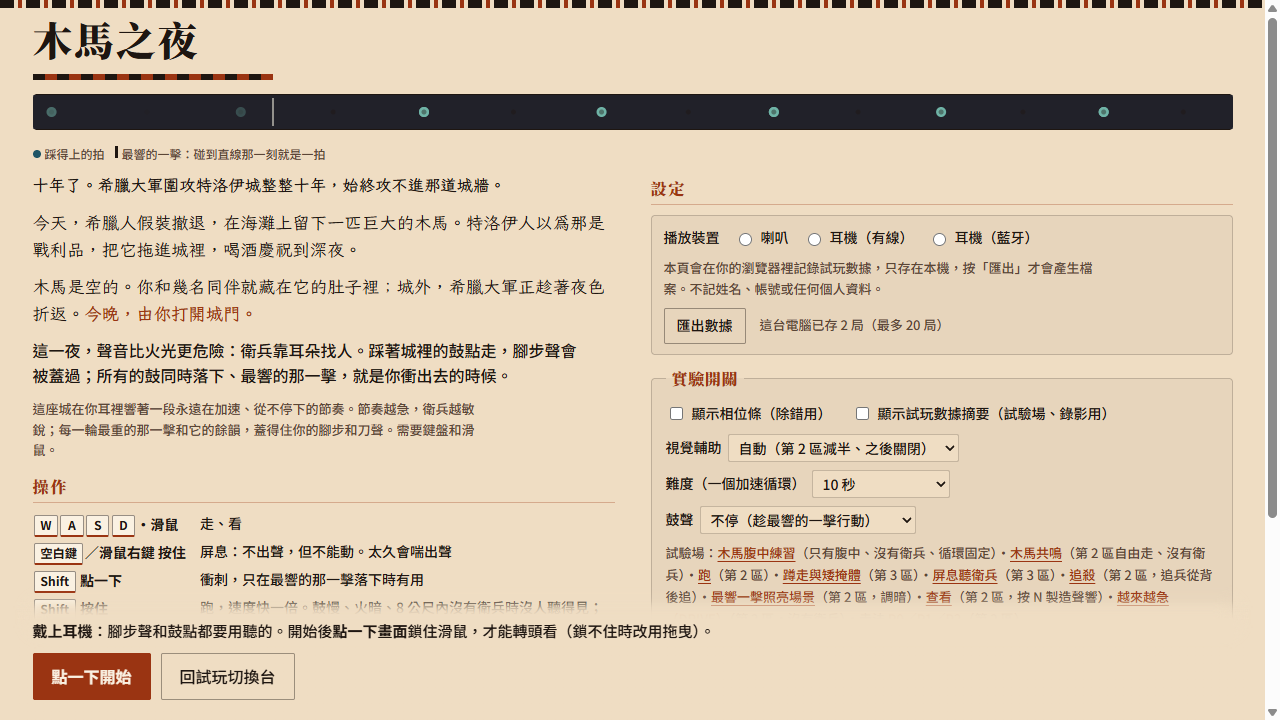 木馬之夜
踩得上的拍 最響的一擊：碰到直線那一刻就是一拍
十年了。希臘大軍圍攻特洛伊城整整十年，始終攻不進那道城牆。
今天，希臘人假裝撤退，在海灘上留下一匹巨大的木馬。特洛伊人以為那是
戰利品，把它拖進城裡，喝酒慶祝到深夜。
木馬是空的。你和幾名同伴就藏在它的肚子裡；城外，希臘大軍正趁著夜色
折返。今晚，由你打開城門。
這一夜，聲音比火光更危險：衛兵靠耳朵找人。踩著城裡的鼓點走，腳步聲會
被蓋過；所有的鼓同時落下、最響的那一擊，就是你衝出去的時候。
這座城在你耳裡響著一段永遠在加速、從不停下的節奏。節奏越急，衛兵越敏
銳；每一輪最重的那一擊和它的餘韻，蓋得住你的腳步和刀聲。需要鍵盤和滑
鼠。
操作
W A S D・滑鼠 走、看
空白鍵／滑鼠右鍵 按住 屏息：不出聲，但不能動。太久會喘出聲
Shift 點一下 衝刺，只在最響的那一擊落下時有用
Shift 按住 跑，速度快一倍。鼓慢、火暗、8 公尺內沒有衛兵時沒人聽得見；
設定
播放裝置 喇叭 耳機（有線） 耳機（藍牙）
本頁會在你的瀏覽器裡記錄試玩數據，只存在本機，按「匯出」才會產生檔
案。不記姓名、帳號或任何個人資料。
匯出數據 這台電腦已存 2 局（最多 20 局）
實驗開關
顯示相位條（除錯用） 顯示試玩數據摘要（試驗場、錄影用）
視覺輔助 自動（第 2 區減半、之後關閉）
難度（一個加速循環） 10 秒
鼓聲 不停（趁最響的一擊行動）
試驗場：木馬腹中練習（只有腹中、沒有衛兵、循環固定）・木馬共鳴（第 2 區自由走、沒有衛
兵）・跑（第 2 區）・蹲走與矮掩體（第 3 區）・屏息聽衛兵（第 3 區）・追殺（第 2 區，追兵從背
後追）・最響一擊照亮場景（第 2 區，調暗）・查看（第 2 區，按 N 製造聲響）・越來越急
戴上耳機：腳步聲和鼓點都要用聽的。開始後點一下畫面鎖住滑鼠，才能轉頭看（鎖不住時改用拖曳）。
點一下開始 回試玩切換台